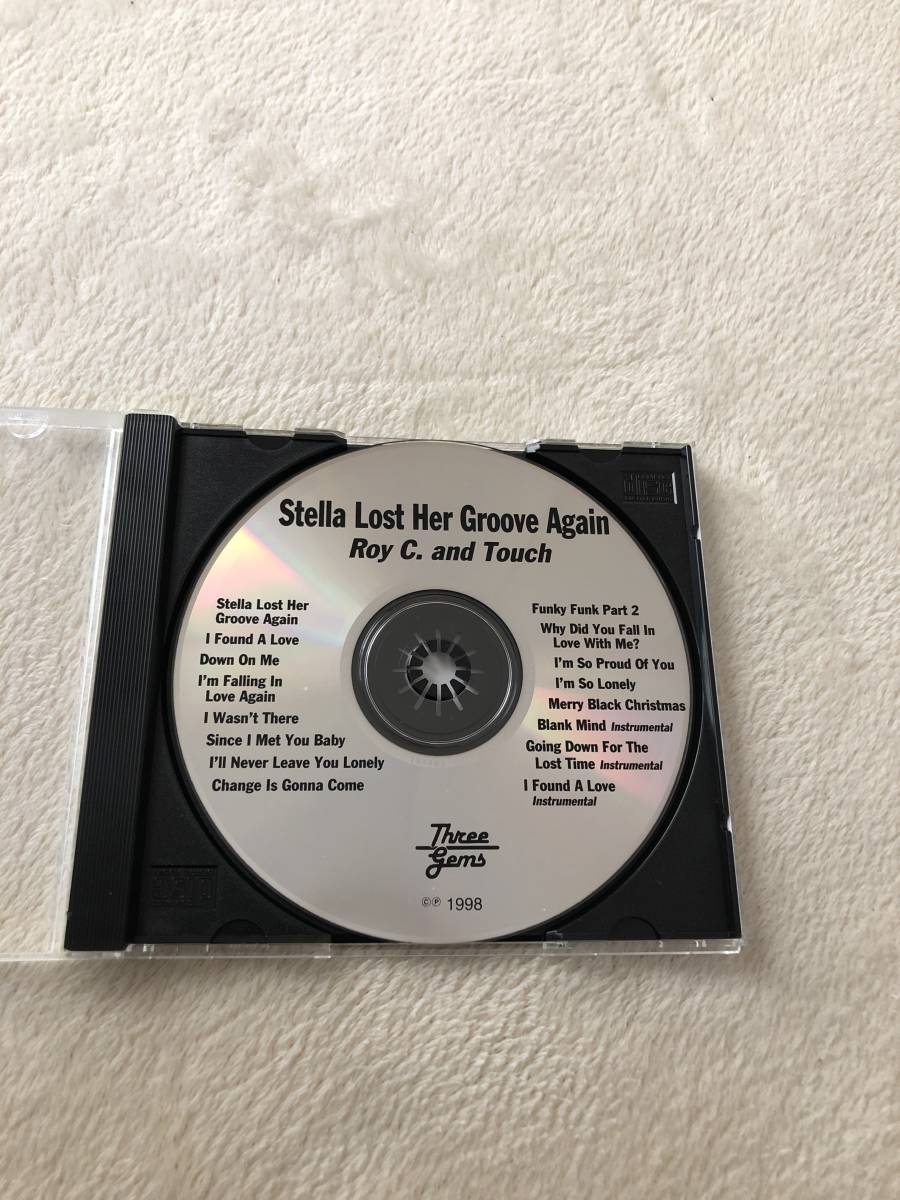 Stella Lost Her Groove Again
Roy C. and Touch
Stella Lost Her
Groove Again
I Found A Love
Down On Me
I'm Falling In
Love Again
I Wasn't There
Since I Met You Baby
I'll Never Leave You Lonely
Change Is Gonna Come
Funky Funk Part 2
Why Did You Fall In
Love With Me?
I'm So Proud Of You
I'm So Lonely
Merry Black Christmas
Blank Mind Instrumental
Going Down For The
Lost Time Instrumental
I Found A Love
Instrumental
Three
Gems
©℗ 1998